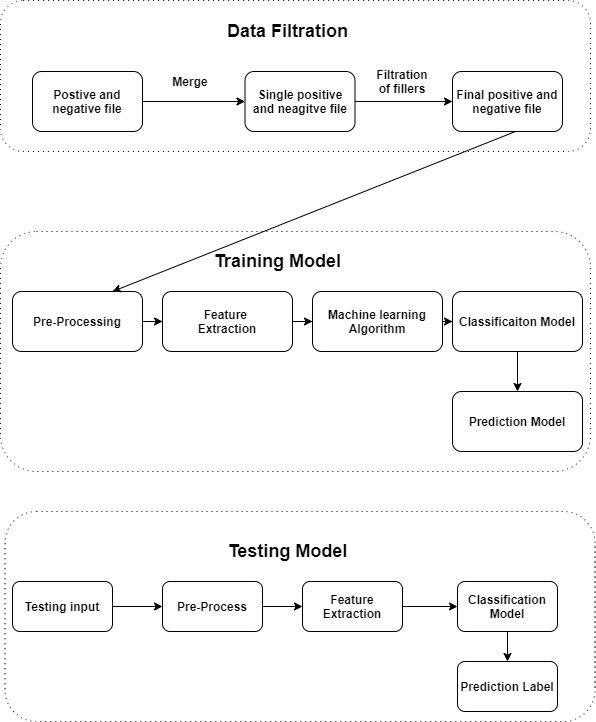 Data Filtration
Postive and
negative file
Merge
Single positive
and neagitve file
Filtration
of fillers
Final positive and
negative file
Training Model
Pre-Processing
Feature
Extraction
Machine learning
Algorithm
Classificaiton Model
Prediction Model
Testing Model
Testing input
Pre-Process
Feature
Extraction
Classification
Model
Prediction Label